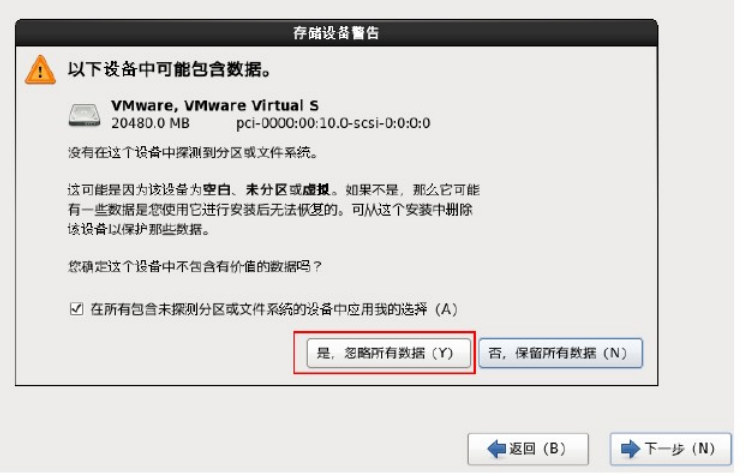 存储设备警告
以下设备中可能包含数据。
VMware, VMware Virtual S
20480.0 MB pci-0000:00:10.0-scsi-0:0:0:0
没有在这个设备中探测到分区或文件系统。
这可能是因为该设备为空白、未分区或虚拟。如果不是，那么它可能
有一些数据是您使用它进行安装后无法恢复的。可从这个安装中删除
该设备以保护那些数据。
您确定这个设备中不包含有价值的数据吗？
在所有包含未探测分区或文件系统的设备中应用我的选择（A）
是，忽略所有数据（Y） 否，保留所有数据（N）
返回（B） 下一步（N）